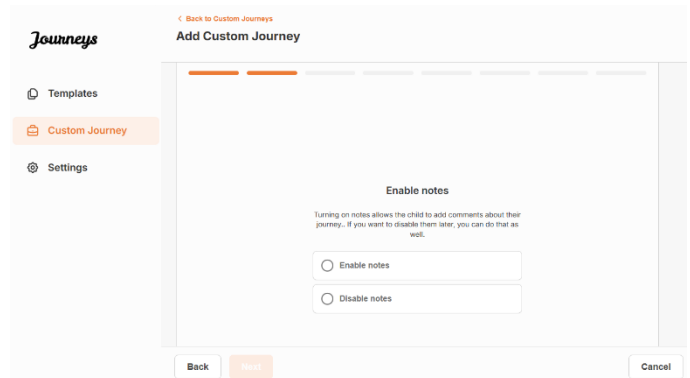 Journeys
Templates
Custom Journey
Settings
< Back to Custom Journeys
Add Custom Journey
Enable notes
Turning on notes allows the child to add comments about their
journey.. If you want to disable them later, you can do that as
well.
Enable notes
Disable notes
Back
Next
Cancel